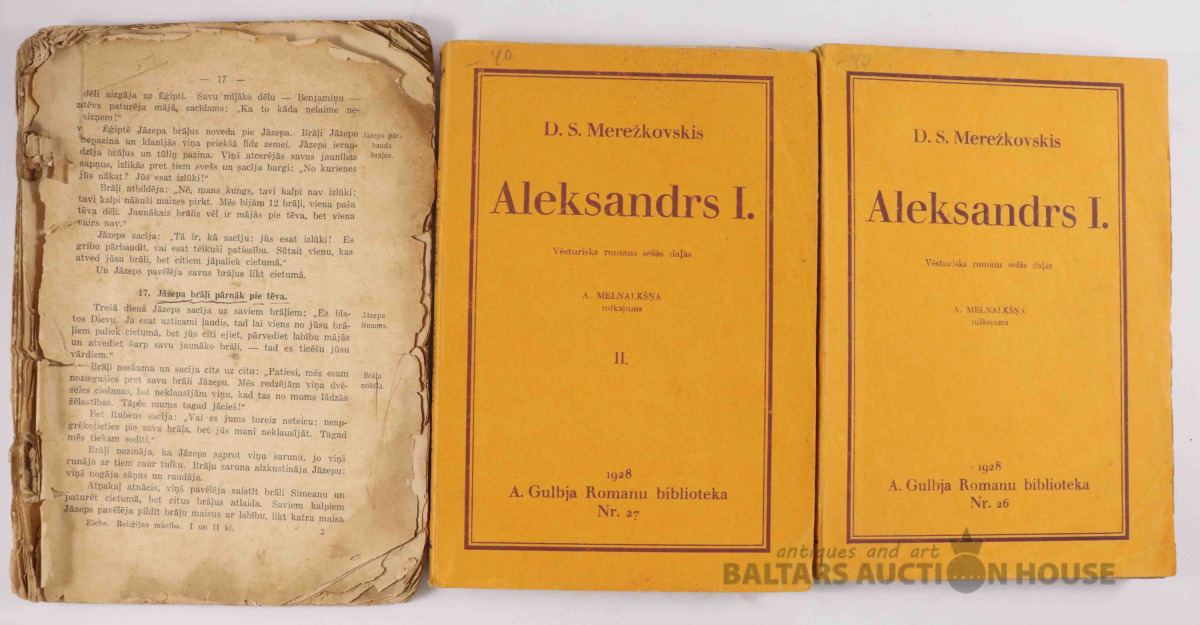 — 17 —
dēli aizgāja uz Ēģipti. Savu mīļāko dēlu — Benjamiņu —
tēvs paturēja mājā, sacīdams: „Ka to kāda nelaime ne-
aizņem!“
Ēģiptē Jāzepa brāļus noveda pie Jāzepa. Brāļi Jāzepu
nepazina un klanījās viņa priekšā līdz zemei. Jāzeps ierau-
dzīja brāļus un tūliņ pazina. Viņš atcerējās savus jaunības
sapņus, izlikās pret tiem svešs un sacīja bargi: „No kurienes
jūs nākat? Jūs esat izlūki!“
Jāzeps pār-
bauda
brāļus.
Brāļi atbildēja: „Nē, mans kungs, tavi kalpi nav izlūki;
tavi kalpi nākuši maizes pirkt. Mēs bijām 12 brāļi, viena paša
tēva dēli. Jaunākais brālis vēl ir mājās pie tēva, bet viena
vairs nav.“
Jāzeps sacīja: „Tā ir, kā sacīju: jūs esat izlūki! Es
gribu pārbaudīt, vai esat teikuši patiesību. Sūtait vienu, kas
atved jūsu brāli, bet citiem jāpaliek cietumā.“
Un Jāzeps pavēlēja savus brāļus likt cietumā.
17. Jāzepa brāļi pārnāk pie tēva.
Trešā dienā Jāzeps sacīja uz saviem brāļiem: „Es bīs-
tos Dievu. Ja esat uzticami ļaudis, tad lai viens no jūsu brā-
ļiem paliek cietumā, bet jūs citi ejiet, pārvediet labību mājās
un atvediet šurp savu jaunāko brāli, — tad es ticēšu jūsu
vārdiem.“
Jāzepa
lēmums.
Brāļi noskuma un sacīja cits uz citu: „Patiesi, mēs esam
noziegušies pret savu brāli Jāzepu. Mēs redzējām viņa dvē-
seles ciešanas, bet neklausījām viņu, kad tas no mums lūdzās
žēlastības. Tāpēc mums tagad jācieš!“
Brāļu
nožēla.
Bet Rubens sacīja: „Vai es jums toreiz neteicu: neap-
grēkojieties pie sava brāļa, bet jūs mani neklausījāt. Tagad
mēs tiekam sodīti.“
Brāļi nezināja, ka Jāzeps saprot viņu sarunu, jo viņš
runāja ar tiem caur tulku. Brāļu saruna aizkustināja Jāzepu:
viņš nogāja sāņus un raudāja.
Atpakaļ atnācis, viņš pavēlēja saistīt brāli Simeanu un
paturēt cietumā, bet citus brāļus atlaida. Saviem kalpiem
Jāzeps pavēlēja pildīt brāļu maisus ar labību, likt katra maisa
Eiche. Reliģijas mācība. I un II kl.
2
40
D. S. Merežkovskis
Aleksandrs I.
Vēsturisks romans sešās daļās
A. MELNALKŠŅA
tulkojums
II.
1928
A. Gulbja Romanu biblioteka
Nr. 27
40
D. S. Merežkovskis
Aleksandrs I.
Vēsturisks romans sešās daļās
A. MELNALKŠŅA
tulkojums
1928
A. Gulbja Romanu biblioteka
Nr. 26
antiques and art
BALTARS AUCTION HOUSE